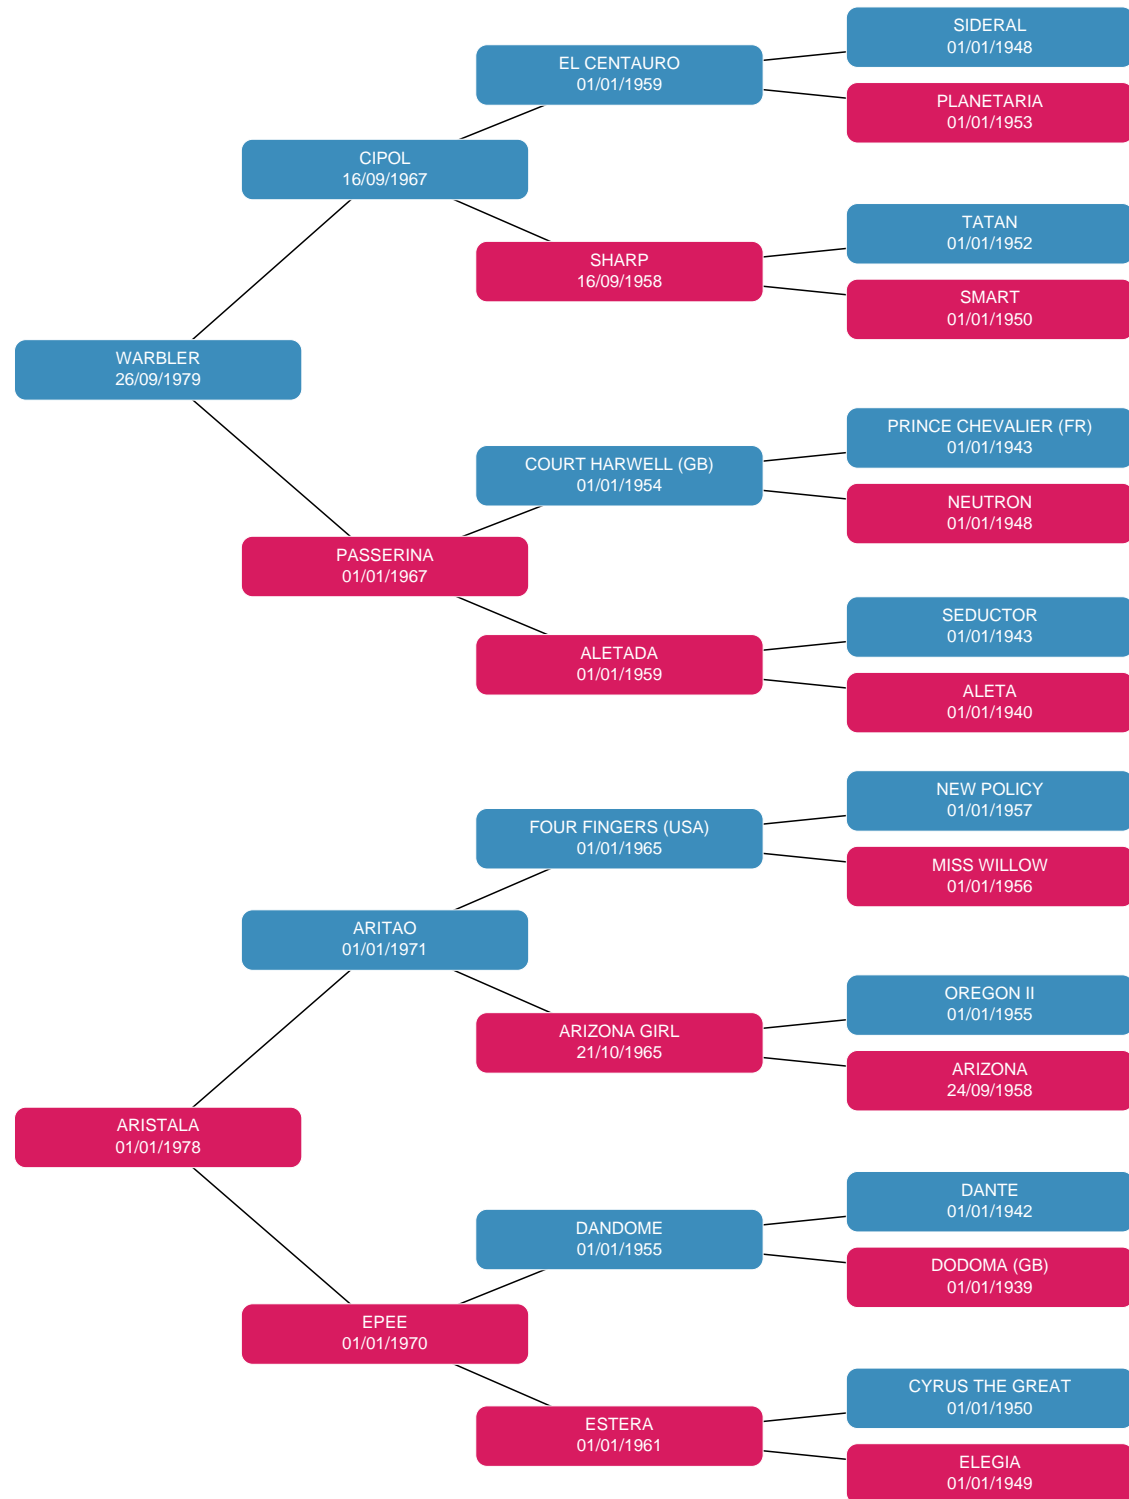 SIDERAL
01/01/1948
EL CENTAURO
01/01/1959
PLANETARIA
01/01/1953
CIPOL
16/09/1967
TATAN
01/01/1952
SHARP
16/09/1958
SMART
01/01/1950
WARBLER
26/09/1979
PRINCE CHEVALIER (FR)
01/01/1943
COURT HARWELL (GB)
01/01/1954
NEUTRON
01/01/1948
PASSERINA
01/01/1967
SEDUCTOR
01/01/1943
ALETADA
01/01/1959
ALETA
01/01/1940
NEW POLICY
01/01/1957
FOUR FINGERS (USA)
01/01/1965
MISS WILLOW
01/01/1956
ARITAO
01/01/1971
OREGON II
01/01/1955
ARIZONA GIRL
21/10/1965
ARIZONA
24/09/1958
ARISTALA
01/01/1978
DANTE
01/01/1942
DANDOME
01/01/1955
DODOMA (GB)
01/01/1939
EPEE
01/01/1970
CYRUS THE GREAT
01/01/1950
ESTERA
01/01/1961
ELEGIA
01/01/1949